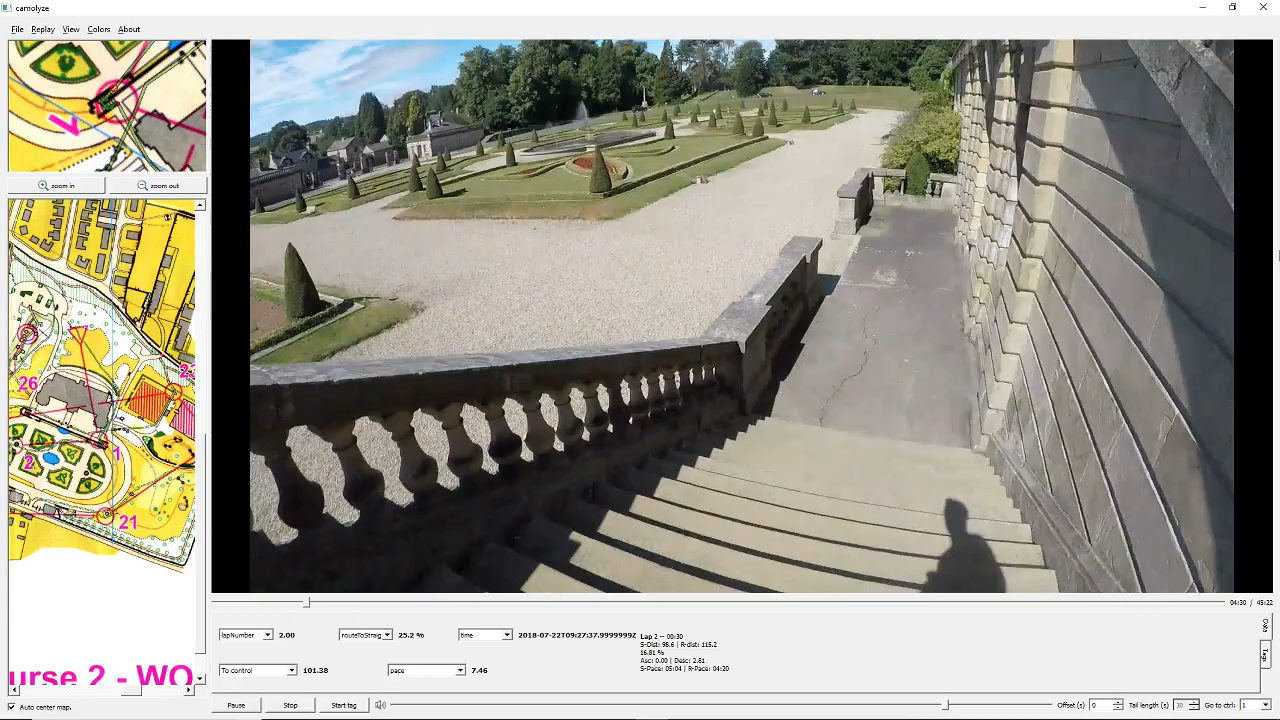 camolyze
File Replay View Colors About
zoom in zoom out
26
1
2
21
urse 2 - WO
Auto center map.
04:30 / 45:22
lapNumber 2.00 routeToStraig 25.2 % time 2018-07-22T09:27:37.9999999Z
To control 101.38 pace 7.46
Lap 2 -- 00:30
S-Dist: 98.6 | R-dist: 115.2
16.81 %
Asc: 0.00 | Desc: 2.81
S-Pace: 05:04 | R-Pace: 04:20
CAM
Tags
Pause Stop Start tag Offset (s) 0 Tail length (s) 30 Go to ctrl: 1